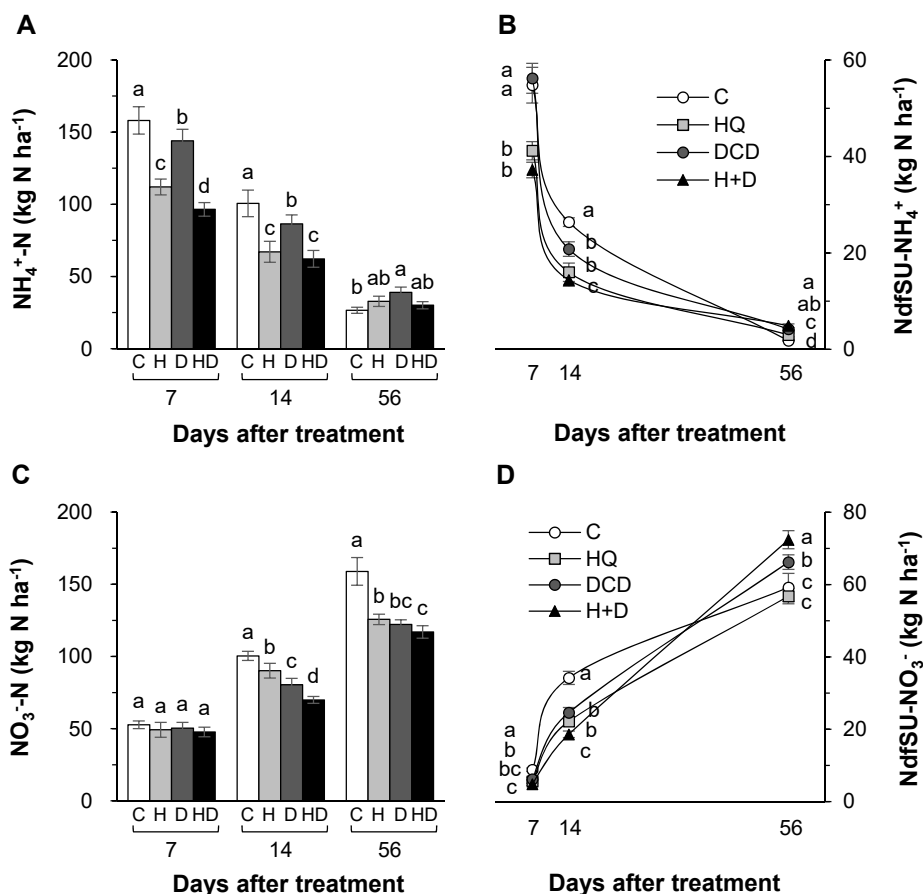 A
NH₄⁺-N (kg N ha⁻¹)
200
150
100
50
0
a
c
b
d
a
c
b
c
b
ab
a
ab
C H D HD C H D HD C H D HD
7 14 56
Days after treatment
B
NdfSU-NH₄⁺ (kg N ha⁻¹)
60
40
20
0
C
HQ
DCD
H+D
a
a
b
b
a
b
b
c
a
ab
c
d
7 14 56
Days after treatment
C
NO₃⁻-N (kg N ha⁻¹)
200
150
100
50
0
a a a a
a
b
c
d
a
b
bc
c
C H D HD C H D HD C H D HD
7 14 56
Days after treatment
D
NdfSU-NO₃⁻ (kg N ha⁻¹)
80
60
40
20
0
C
HQ
DCD
H+D
a
b
bc
c
a
b
b
c
a
b
c
c
7 14 56
Days after treatment